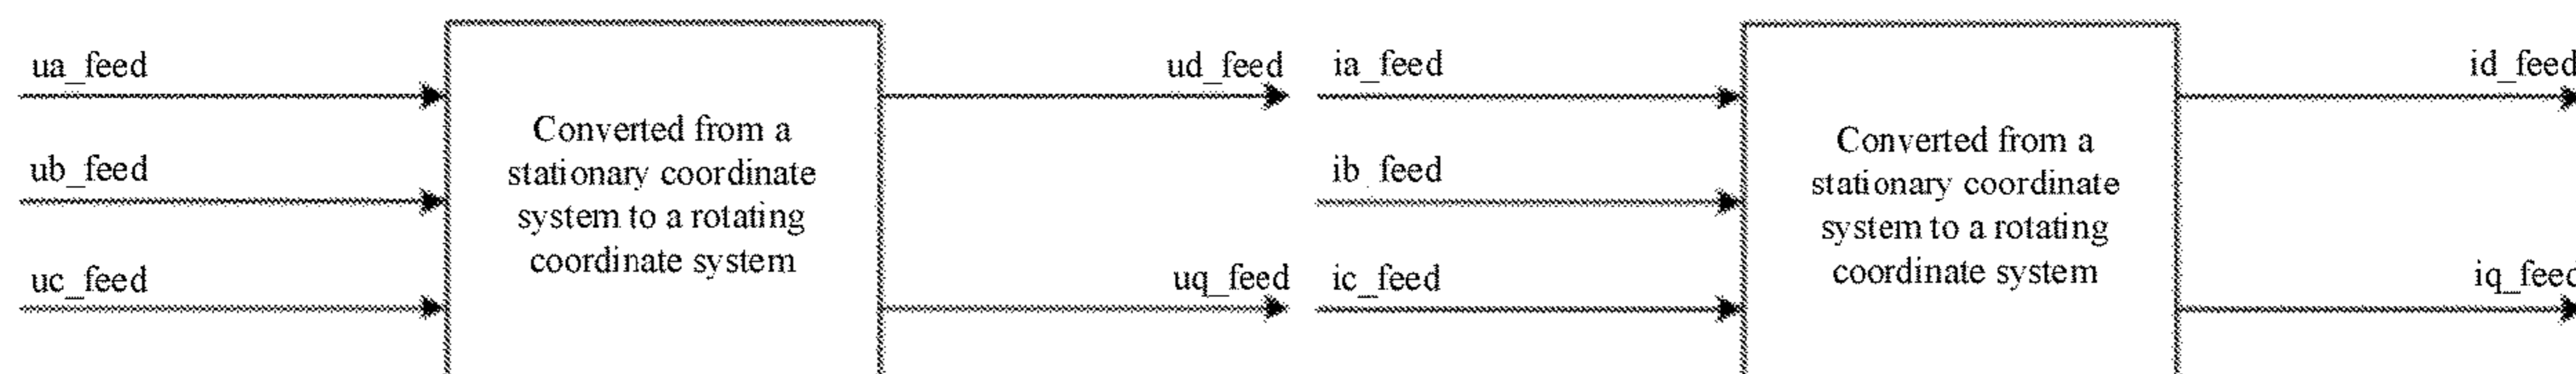 ua_feed
ub_feed
uc_feed
Converted from a
stationary coordinate
system to a rotating
coordinate system
ud_feed
uq_feed
ia_feed
ib_feed
ic_feed
Converted from a
stationary coordinate
system to a rotating
coordinate system
id_feed
iq_feed